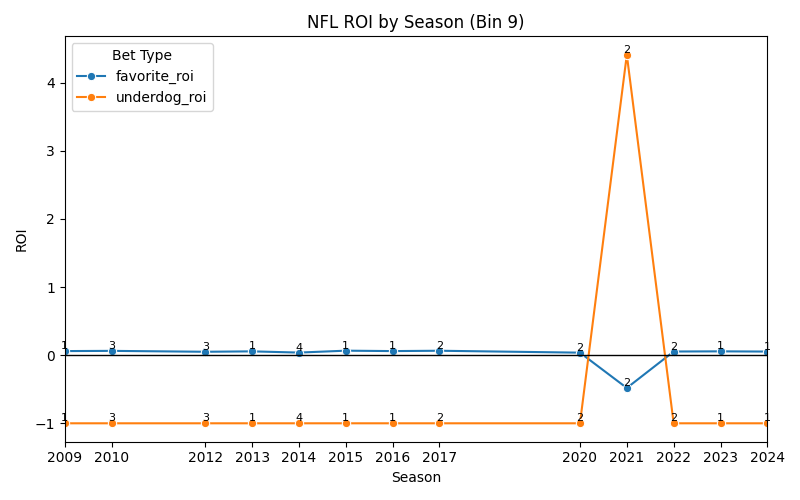 NFL ROI by Season (Bin 9)
Bet Type
favorite_roi
underdog_roi
ROI
4
3
2
1
0
−1
2
1 3 3 1 4 1 1 2 2 2 2 1 1
1 3 3 1 4 1 1 2 2 2 1 1
2009 2010 2012 2013 2014 2015 2016 2017 2020 2021 2022 2023 2024
Season